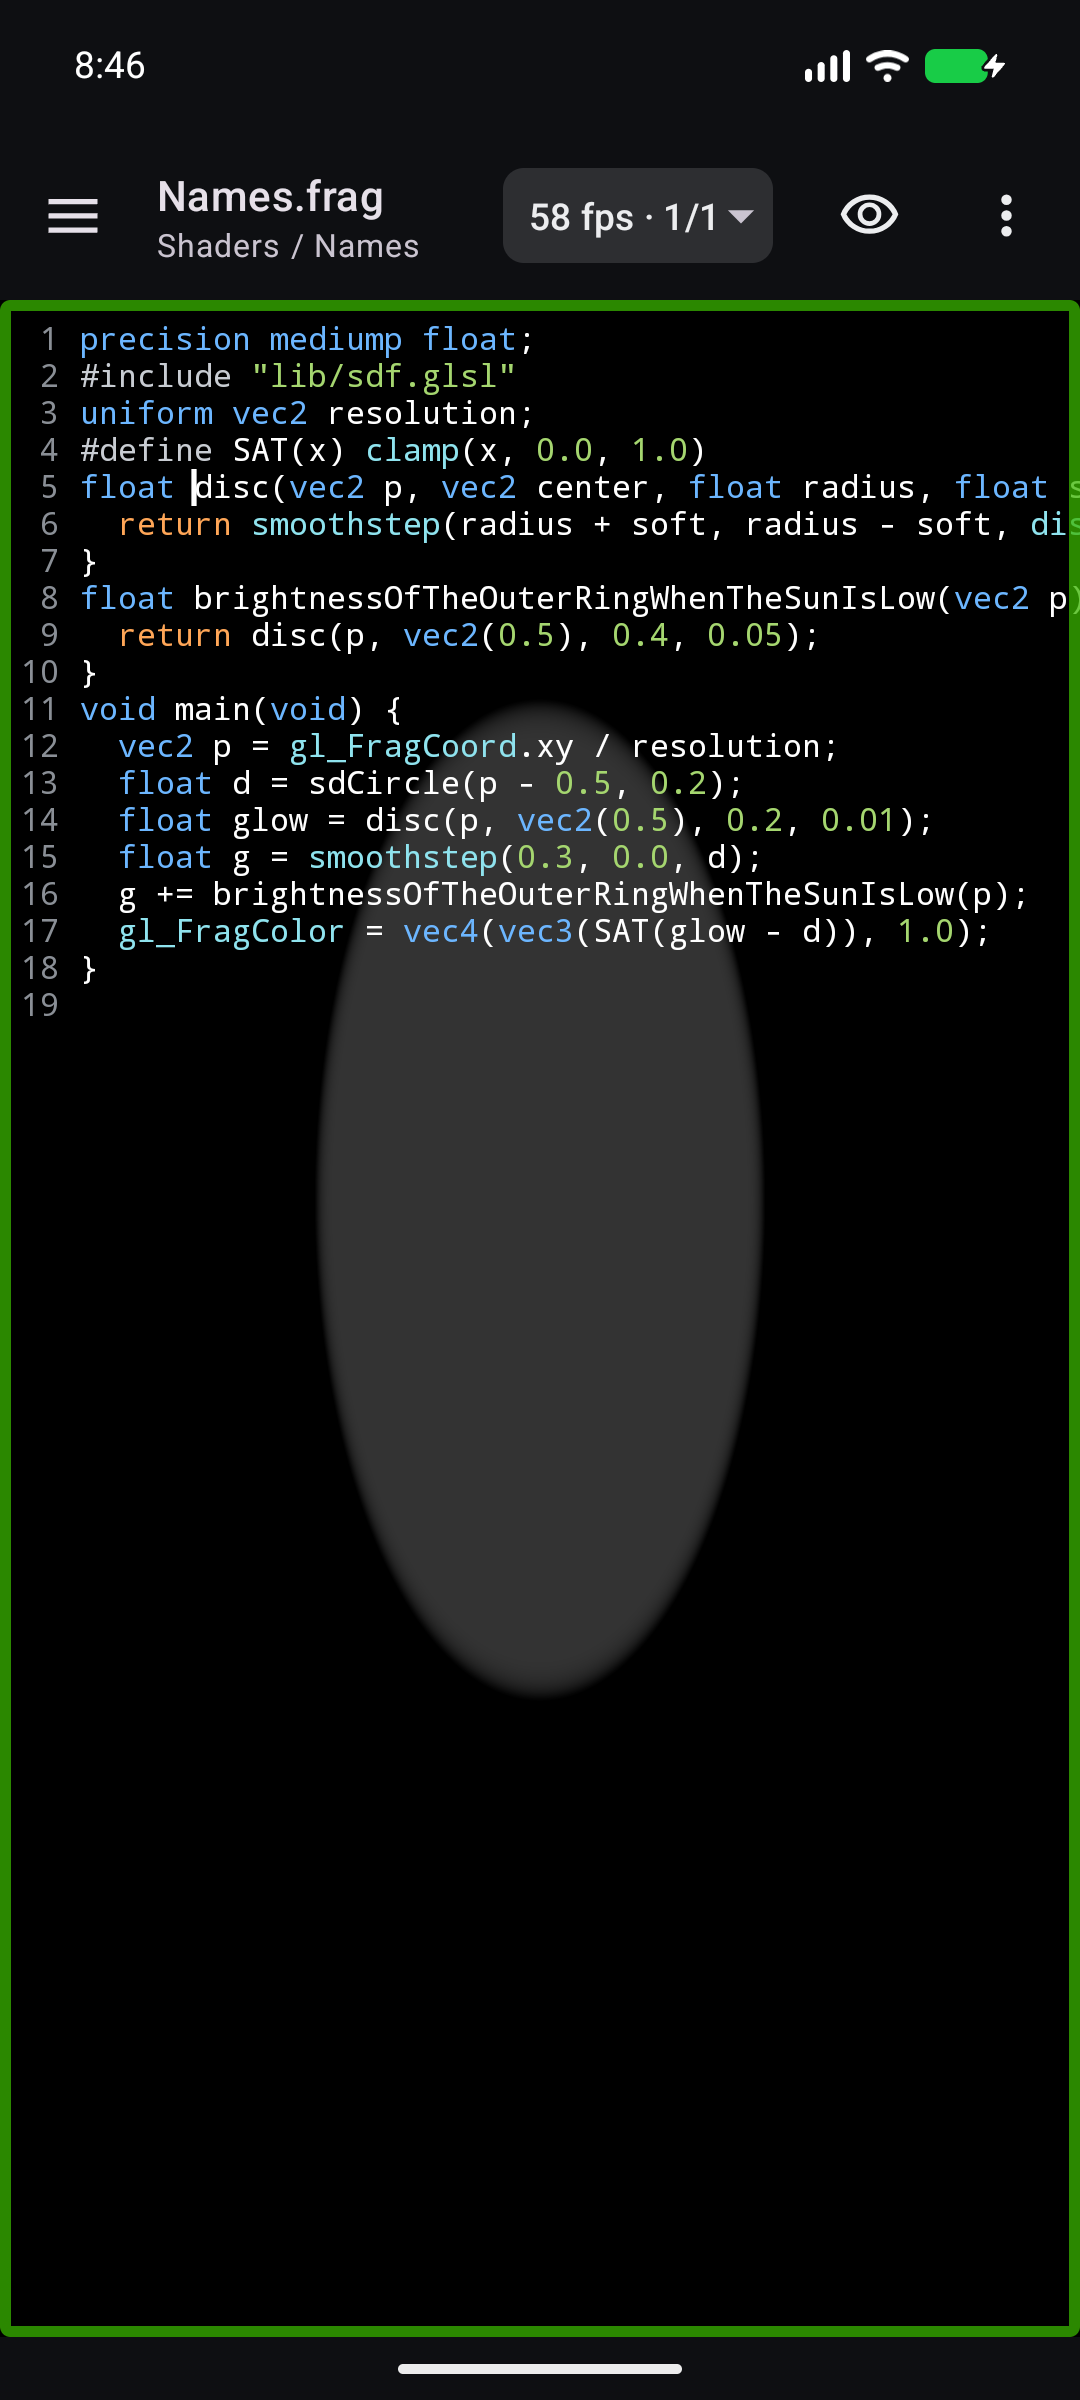 8:46
Names.frag
Shaders / Names
58 fps · 1/1
1 precision mediump float;
2 #include "lib/sdf.glsl"
3 uniform vec2 resolution;
4 #define SAT(x) clamp(x, 0.0, 1.0)
5 float disc(vec2 p, vec2 center, float radius, float s
6   return smoothstep(radius + soft, radius - soft, dis
7 }
8 float brightnessOfTheOuterRingWhenTheSunIsLow(vec2 p)
9   return disc(p, vec2(0.5), 0.4, 0.05);
10 }
11 void main(void) {
12   vec2 p = gl_FragCoord.xy / resolution;
13   float d = sdCircle(p - 0.5, 0.2);
14   float glow = disc(p, vec2(0.5), 0.2, 0.01);
15   float g = smoothstep(0.3, 0.0, d);
16   g += brightnessOfTheOuterRingWhenTheSunIsLow(p);
17   gl_FragColor = vec4(vec3(SAT(glow - d)), 1.0);
18 }
19